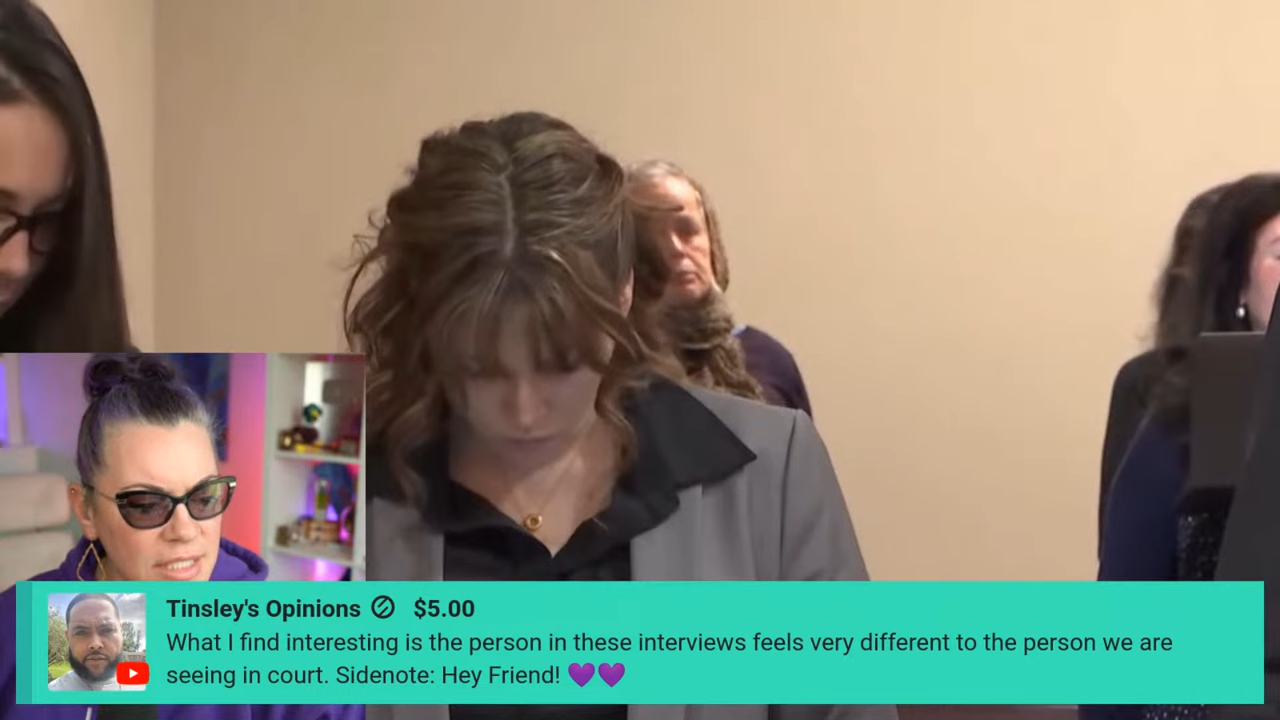 Tinsley's Opinions $5.00
What I find interesting is the person in these interviews feels very different to the person we are
seeing in court. Sidenote: Hey Friend! 💜💜